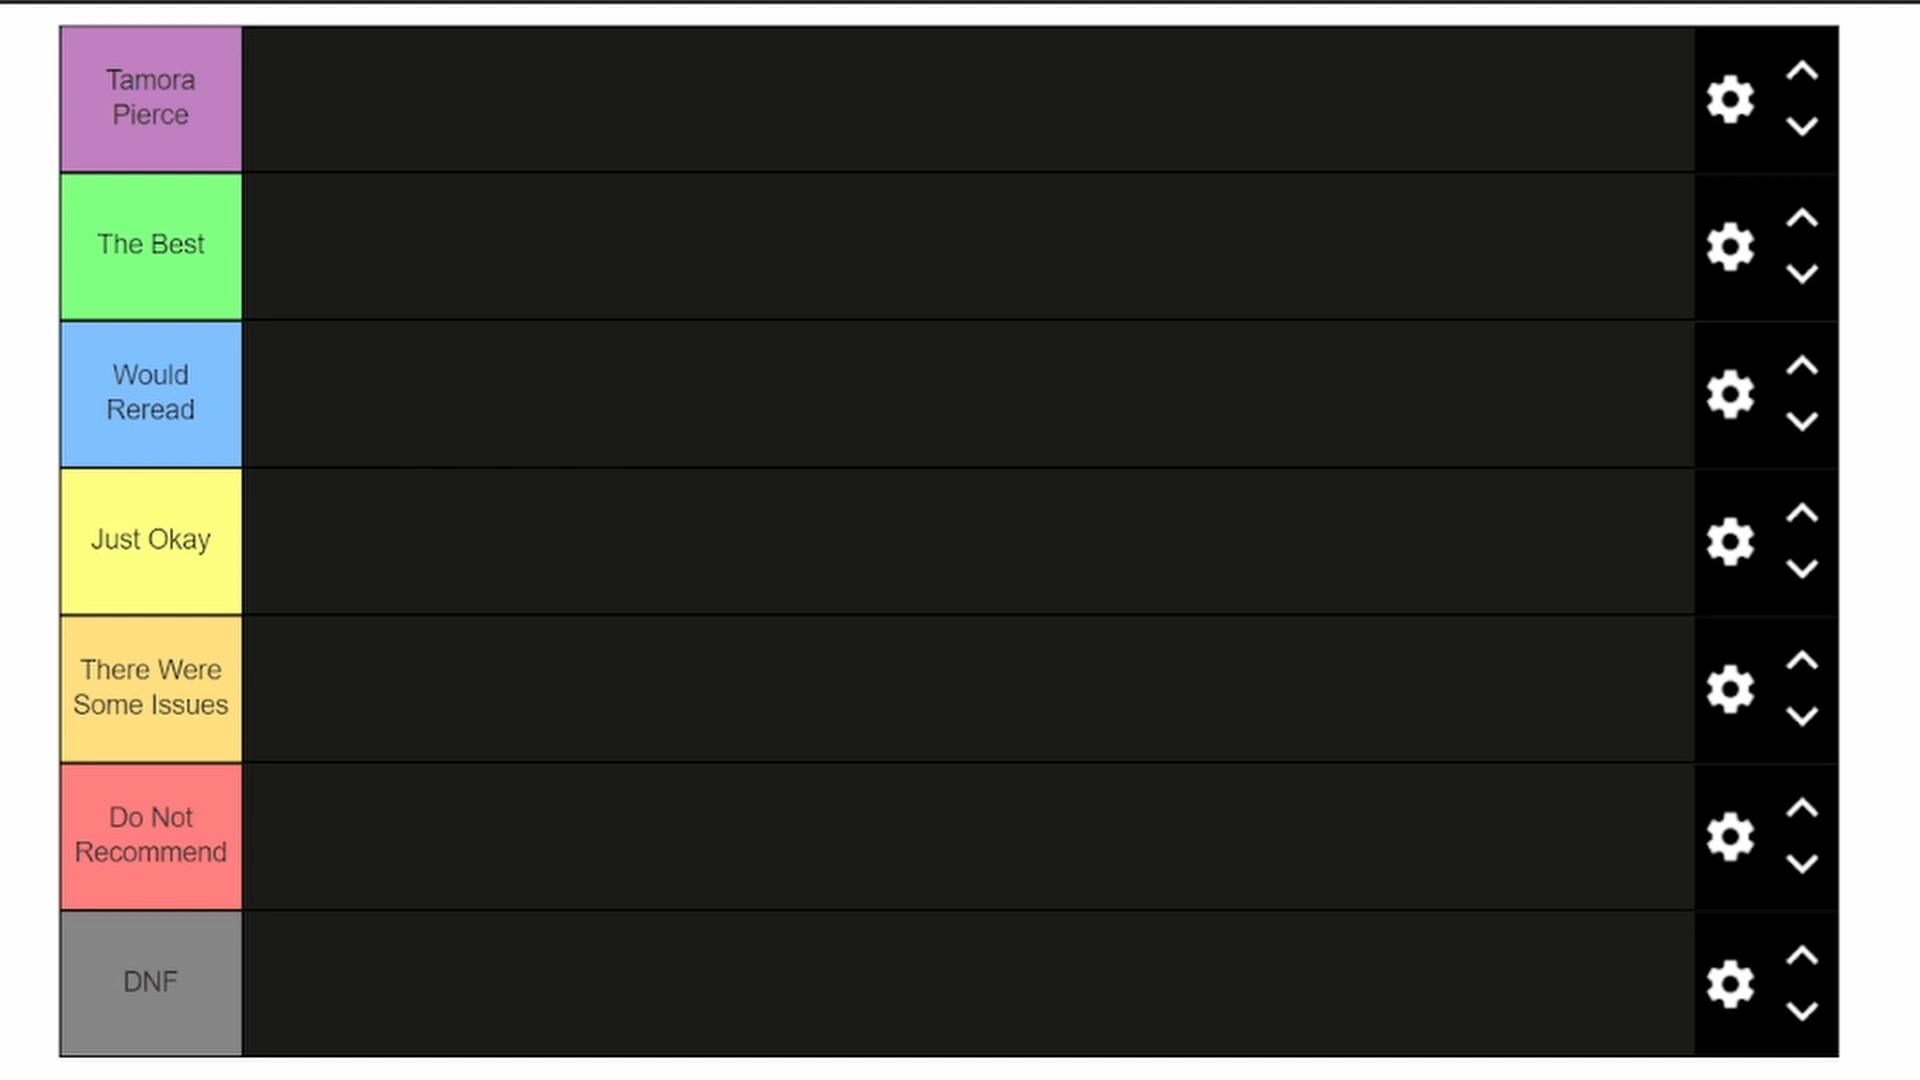 Tamora
Pierce
The Best
Would
Reread
Just Okay
There Were
Some Issues
Do Not
Recommend
DNF